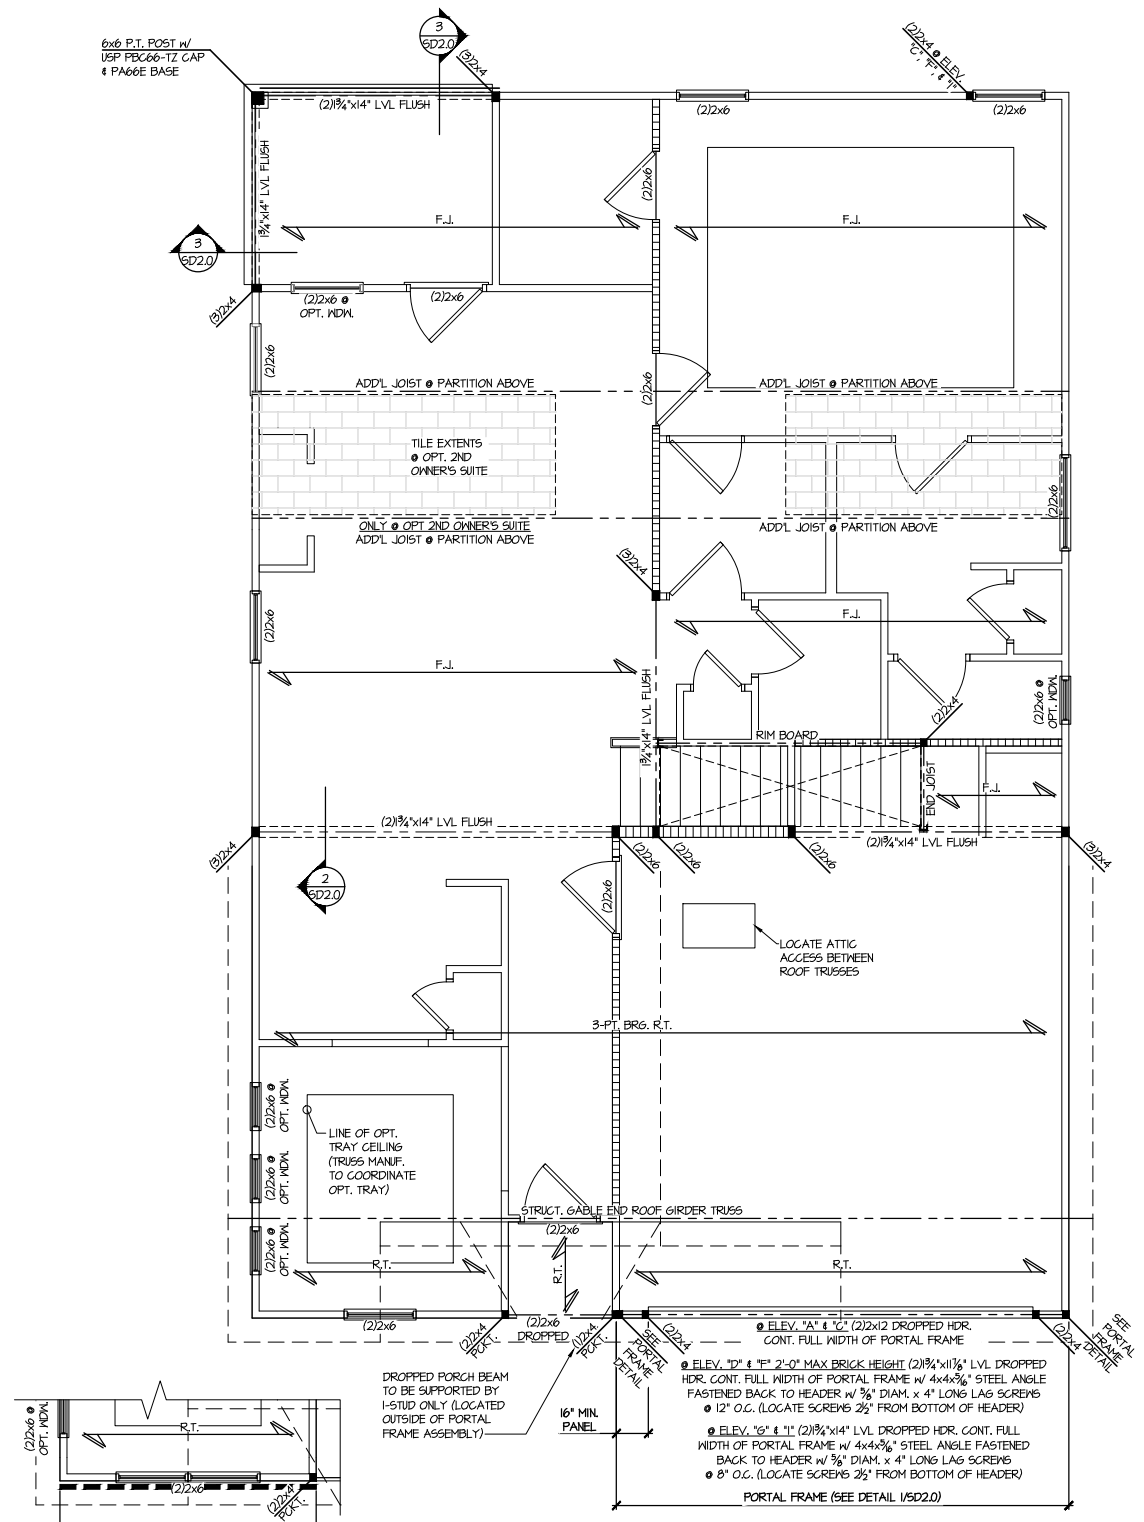 6x6 P.T. POST W/
USP PBC66-TZ CAP
& PA66E BASE
3
SD2.0
(3)2x4
(2)2x4 @ ELEV.
"C", "F", & "I"
(2)1¾"x14" LVL FLUSH
(2)2x6
(2)2x6
1¾"x14" LVL FLUSH
(2)2x6
F.J.
F.J.
3
SD2.0
(3)2x4
(2)2x6 @
OPT. WDW.
(2)2x6
(2)2x6
(2)2x6
ADD'L JOIST @ PARTITION ABOVE
ADD'L JOIST @ PARTITION ABOVE
TILE EXTENTS
@ OPT. 2ND
OWNER'S SUITE
(2)2x6
ONLY @ OPT 2ND OWNER'S SUITE
ADD'L JOIST @ PARTITION ABOVE
ADD'L JOIST @ PARTITION ABOVE
(3)2x4
(2)2x6
F.J.
F.J.
1¾"x14" LVL FLUSH
(2)2x6 @
OPT. WDW.
(2)2x4
RIM BOARD
END JOIST
F.J.
(2)1¾"x14" LVL FLUSH
(2)1¾"x14" LVL FLUSH
(3)2x4
(2)2x6
(2)2x6
(2)2x6
(3)2x4
2
SD2.0
(2)2x6
LOCATE ATTIC
ACCESS BETWEEN
ROOF TRUSSES
3-PT. BRG. R.T.
(2)2x6 @
OPT. WDW.
LINE OF OPT.
TRAY CEILING
(TRUSS MANUF.
TO COORDINATE
OPT. TRAY)
(2)2x6 @
OPT. WDW.
STRUCT. GABLE END ROOF GIRDER TRUSS
(2)2x6
(2)2x6 @
OPT. WDW.
R.T.
R.T.
R.T.
(2)2x6
(2)2x4
PCKT.
(2)2x6
DROPPED
(1)2x4
PCKT.
SEE
PORTAL
FRAME
DETAIL
(2)2x4
@ ELEV. "A" & "C" (2)2x12 DROPPED HDR.
CONT. FULL WIDTH OF PORTAL FRAME
(2)2x4
SEE
PORTAL
FRAME
DETAIL
@ ELEV. "D" & "F" 2'-0" MAX BRICK HEIGHT (2)1¾"x11⅞" LVL DROPPED
HDR. CONT. FULL WIDTH OF PORTAL FRAME W/ 4x4x5/16" STEEL ANGLE
FASTENED BACK TO HEADER W/ ⅝" DIAM. x 4" LONG LAG SCREWS
@ 12" O.C. (LOCATE SCREWS 2½" FROM BOTTOM OF HEADER)
DROPPED PORCH BEAM
TO BE SUPPORTED BY
1-STUD ONLY (LOCATED
OUTSIDE OF PORTAL
FRAME ASSEMBLY)
16" MIN.
PANEL
@ ELEV. "G" & "I" (2)1¾"x14" LVL DROPPED HDR. CONT. FULL
WIDTH OF PORTAL FRAME W/ 4x4x5/16" STEEL ANGLE FASTENED
BACK TO HEADER W/ ⅝" DIAM. x 4" LONG LAG SCREWS
@ 8" O.C. (LOCATE SCREWS 2½" FROM BOTTOM OF HEADER)
PORTAL FRAME (SEE DETAIL 1/SD2.0)
(2)2x6 @
OPT. WDW.
R.T.
(2)2x6
(2)2x4
PCKT.